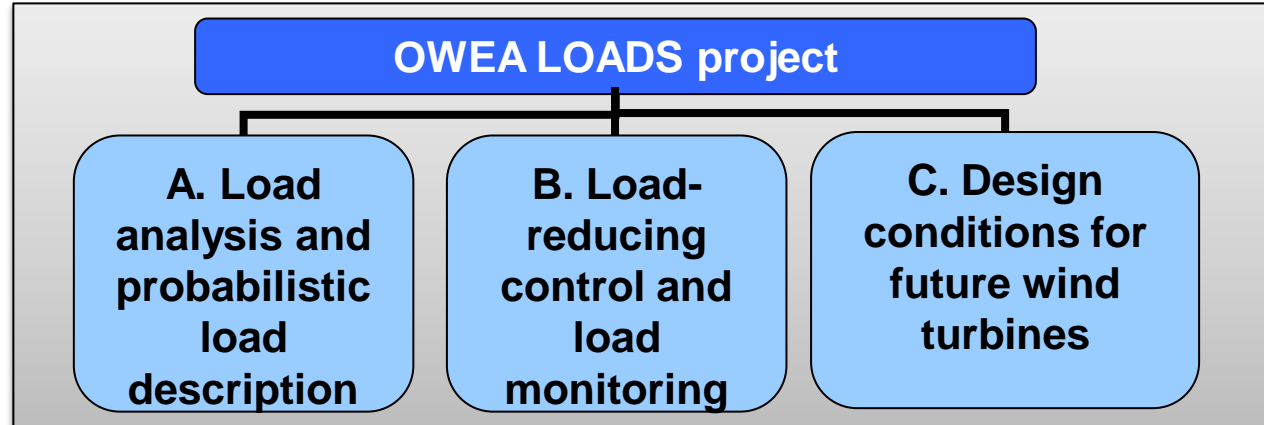 OWEA LOADS project
A. Load
analysis and
probabilistic
load
description
B. Load-
reducing
control and
load
monitoring
C. Design
conditions for
future wind
turbines